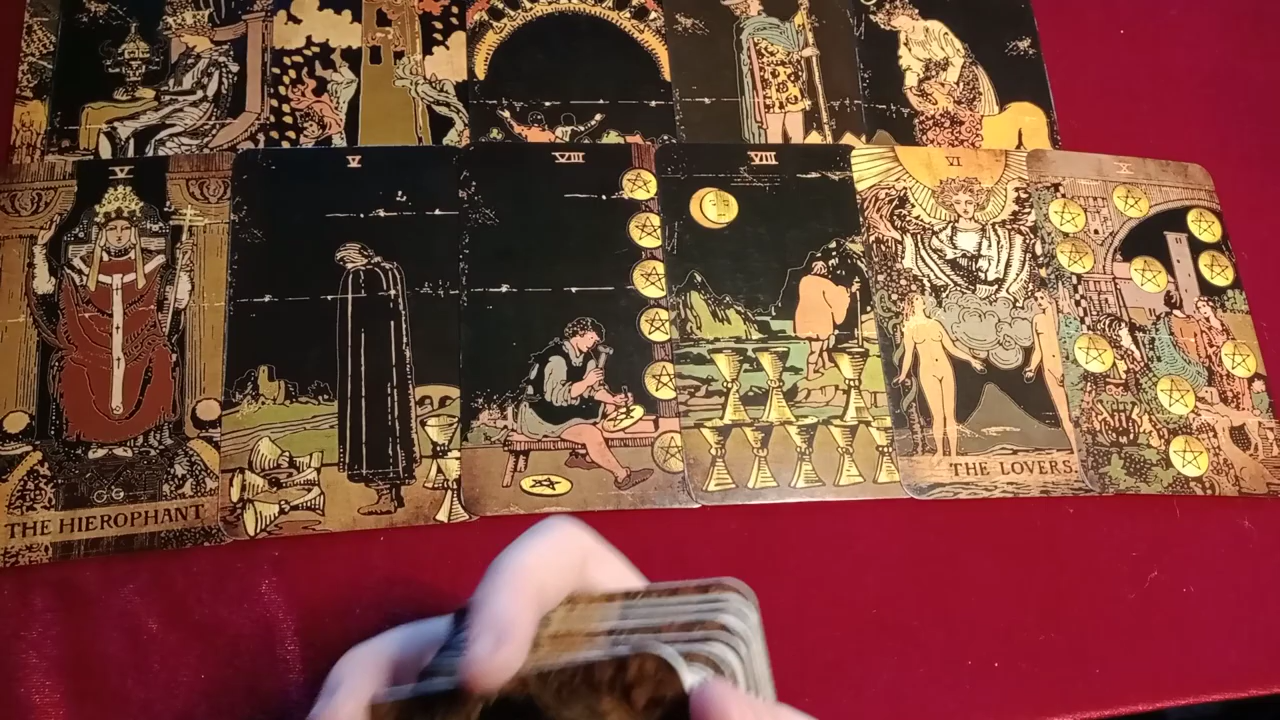 V
V
VIII
VIII
VI
X
THE HIEROPHANT
THE LOVERS.